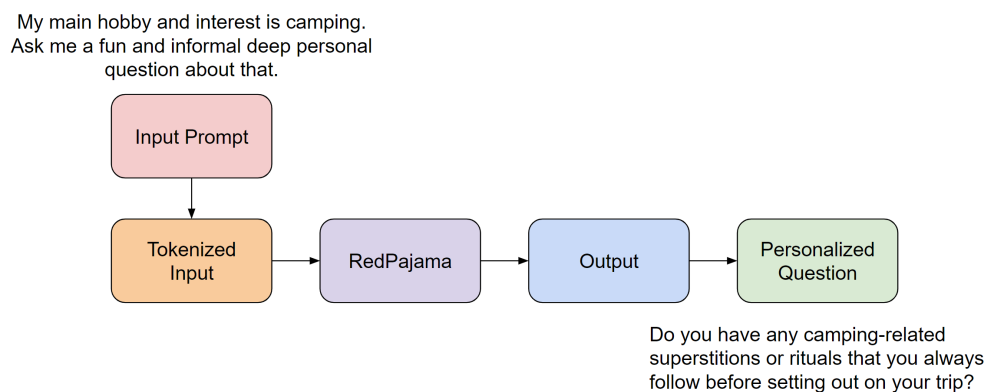 My main hobby and interest is camping.
Ask me a fun and informal deep personal
question about that.
Input Prompt
Tokenized
Input
RedPajama
Output
Personalized
Question
Do you have any camping-related
superstitions or rituals that you always
follow before setting out on your trip?